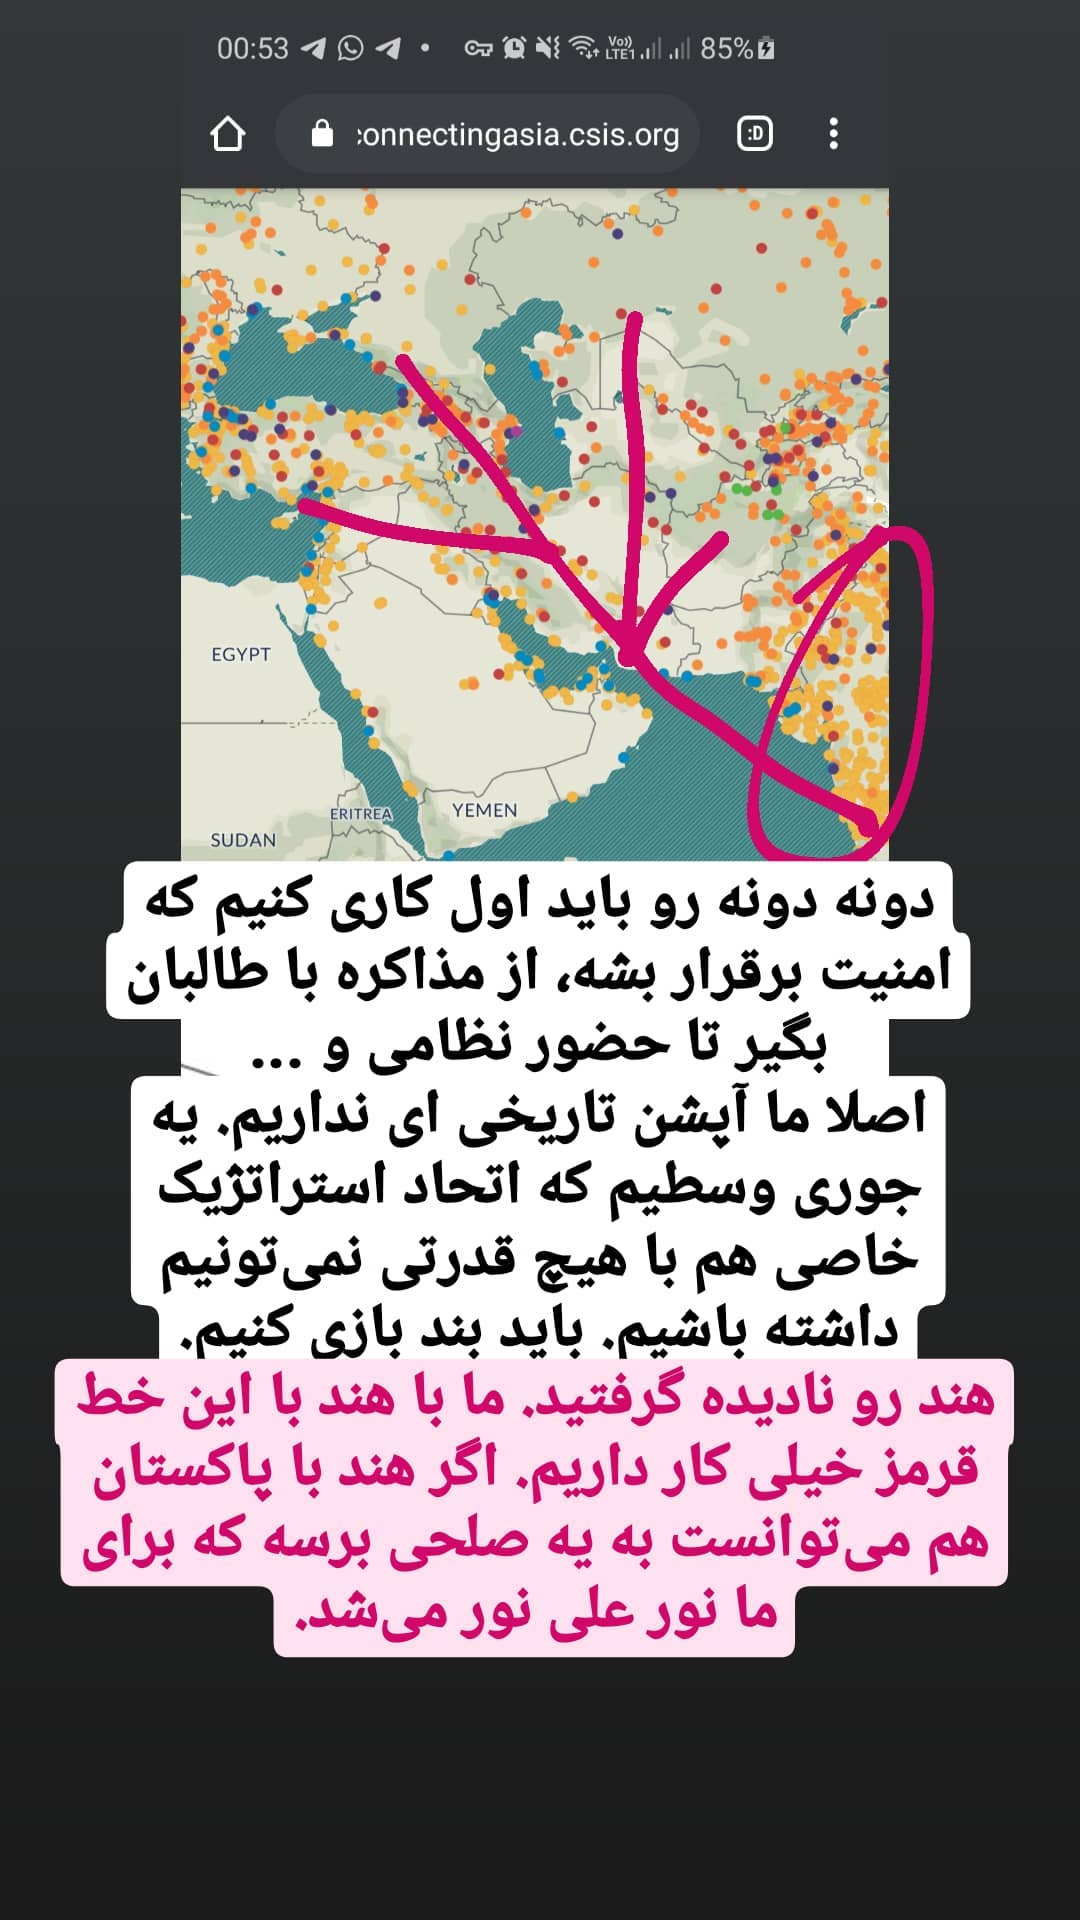 00:53
Vo)) LTE1 85%
:onnectingasia.csis.org :D
EGYPT
ERITREA
YEMEN
SUDAN
دونه دونه رو باید اول کاری کنیم که
امنیت برقرار بشه، از مذاکره با طالبان
بگیر تا حضور نظامی و ...
اصلا ما آپشن تاریخی ای نداریم. یه
جوری وسطیم که اتحاد استراتژیک
خاصی هم با هیچ قدرتی نمی‌تونیم
داشته باشیم. باید بند بازی کنیم.
هند رو نادیده گرفتید. ما با هند با این خط
قرمز خیلی کار داریم. اگر هند با پاکستان
هم می‌توانست به یه صلحی برسه که برای
ما نور علی نور می‌شد.